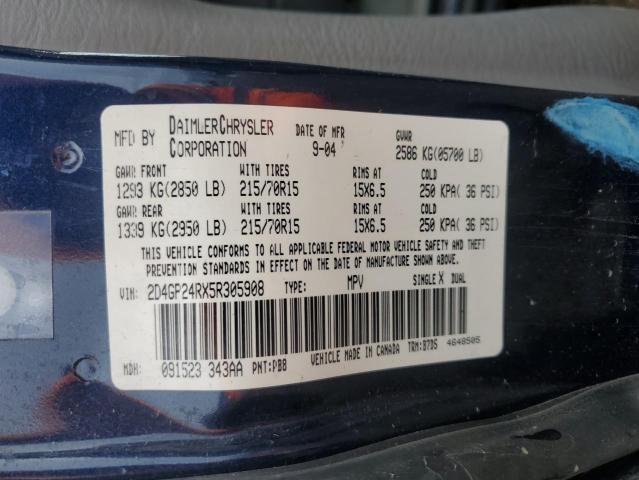 MFD BY DAIMLERCHRYSLER CORPORATION DATE OF MFR 9-04 GVWR 2586 KG(05700 LB)
GAWR FRONT WITH TIRES RIMS AT COLD
1293 KG(2850 LB) 215/70R15 15X6.5 250 KPA( 36 PSI)
GAWR REAR WITH TIRES RIMS AT COLD
1339 KG(2950 LB) 215/70R15 15X6.5 250 KPA( 36 PSI)
THIS VEHICLE CONFORMS TO ALL APPLICABLE FEDERAL MOTOR VEHICLE SAFETY AND THEFT
PREVENTION STANDARDS IN EFFECT ON THE DATE OF MANUFACTURE SHOWN ABOVE.
VIN: 2D4GP24RX5R305908 TYPE: MPV SINGLE X DUAL
MDH: 091523 343AA PNT:PB8 VEHICLE MADE IN CANADA TRM:B7D5 4648505